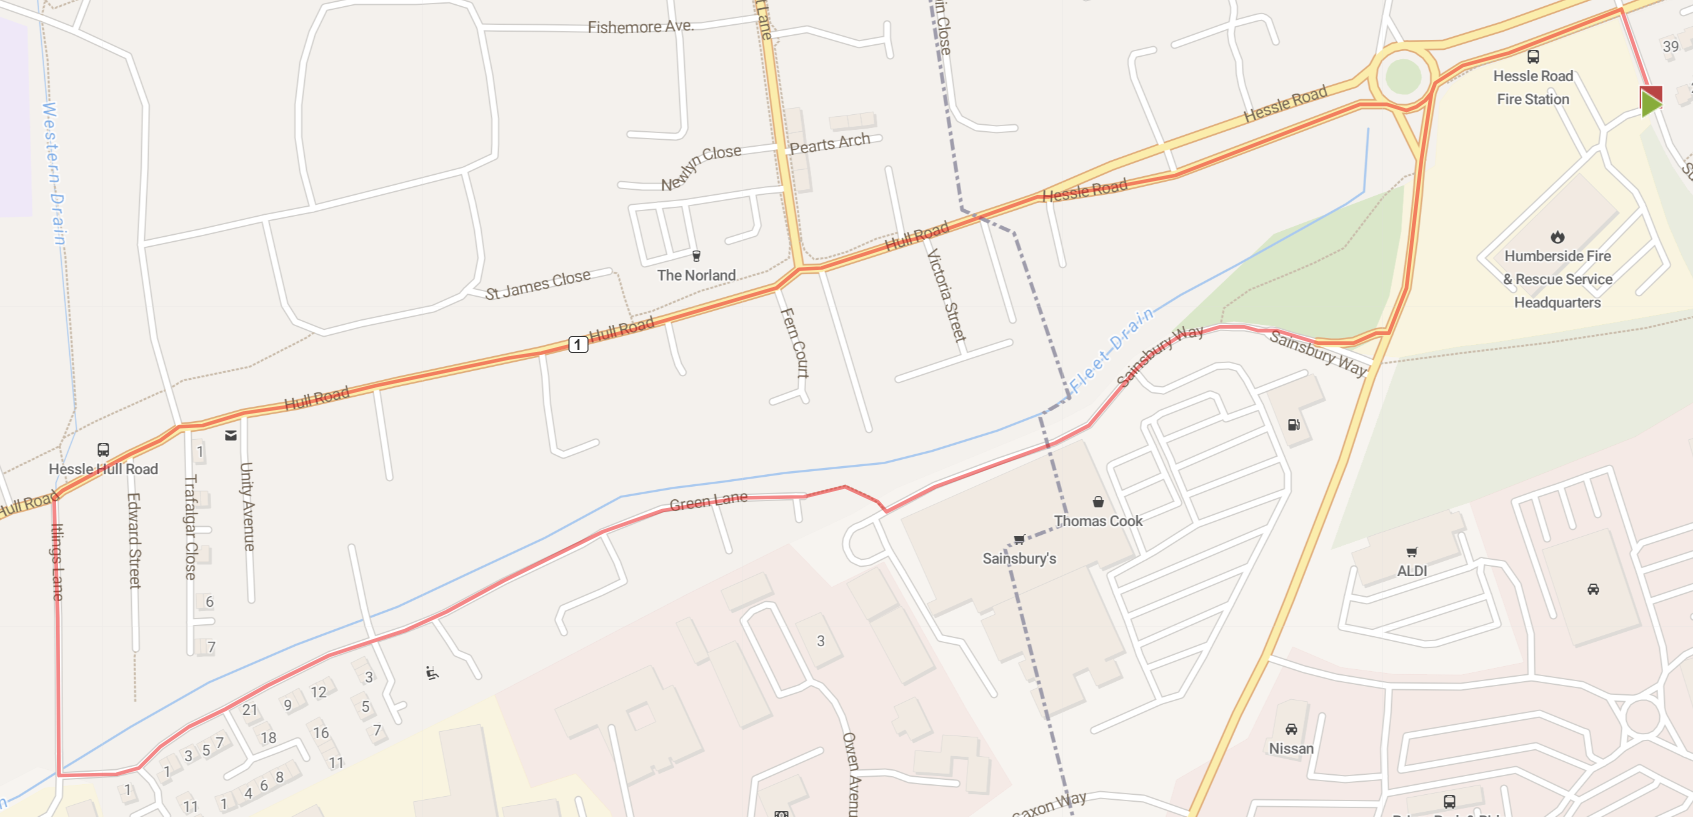 Fishemore Ave.
t Lane
in Close
39
Hessle Road
Fire Station
Hessle Road
Western Drain
Pearts Arch
Newlyn Close
Hessle Road
Hull Road
Victoria Street
The Norland
St James Close
Humberside Fire
& Rescue Service
Headquarters
Hull Road
1
Fern Court
Fleet Drain
Sainsbury Way
Sainsbury Way
Hull Road
1
Hessle Hull Road
Hull Road
Itlings Lane
Edward Street
Trafalgar Close
Unity Avenue
Green Lane
Thomas Cook
Sainsbury's
ALDI
6
7
3
3
12
9
5
21
7
18
16
7
5
3
1
11
8
6
4
1
1
11
Owen Avenu
Nissan
Saxon Way